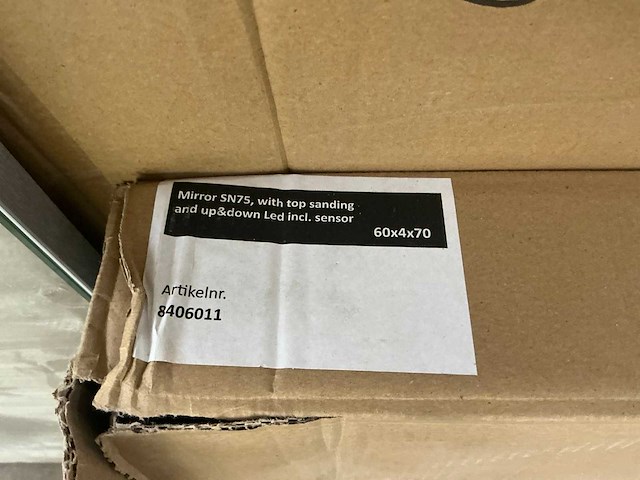 Mirror SN75, with top sanding
and up&down Led incl. sensor
60x4x70
Artikelnr.
8406011